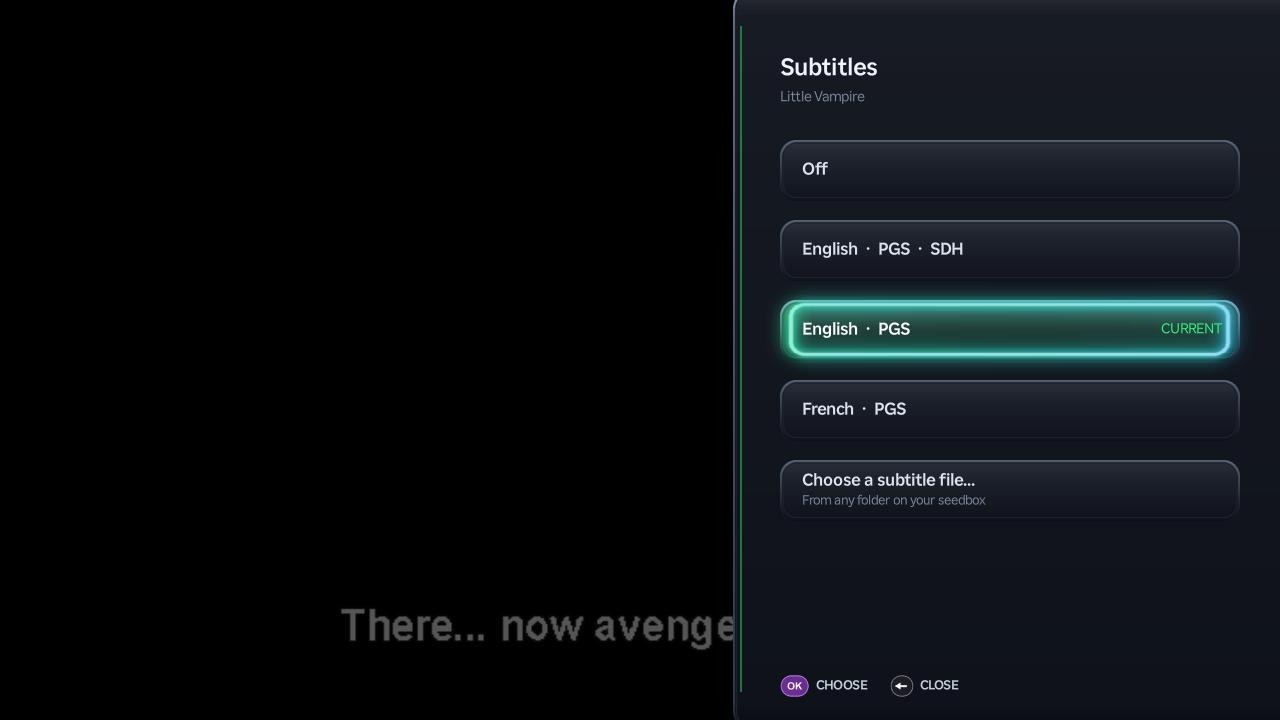 Subtitles
Little Vampire
Off
English · PGS · SDH
English · PGS CURRENT
French · PGS
Choose a subtitle file...
From any folder on your seedbox
There... now avenge
OK CHOOSE CLOSE